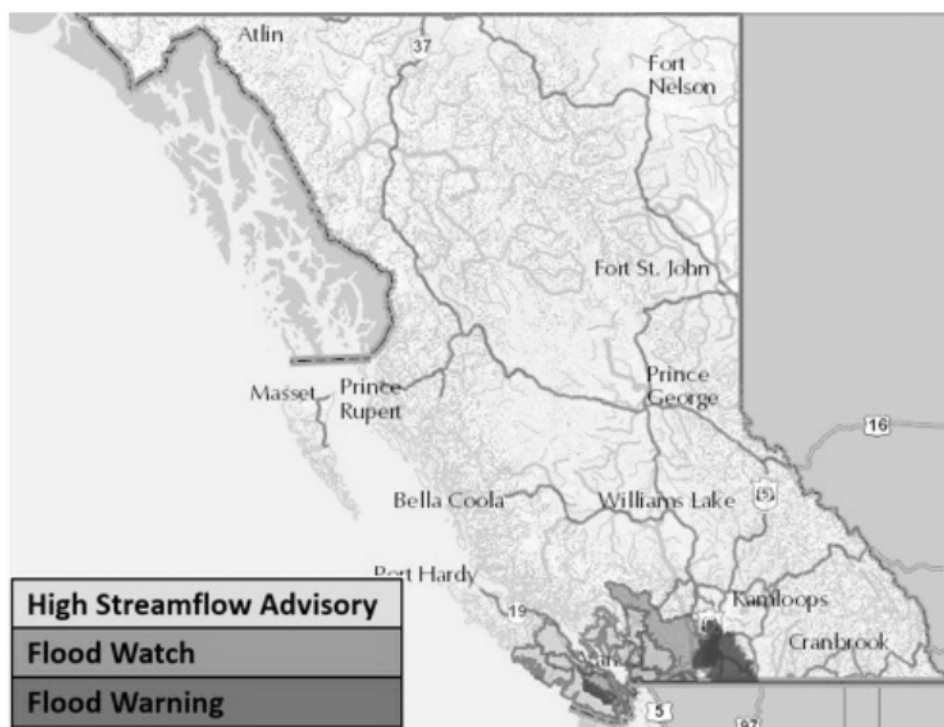 Atlin
37
Fort
Nelson
Fort St. John
Masset
Prince
Rupert
Prince
George
16
Bella Coola
Williams Lake
5
Port Hardy
Kamloops
19
Cranbrook
High Streamflow Advisory
Flood Watch
Flood Warning
5
97